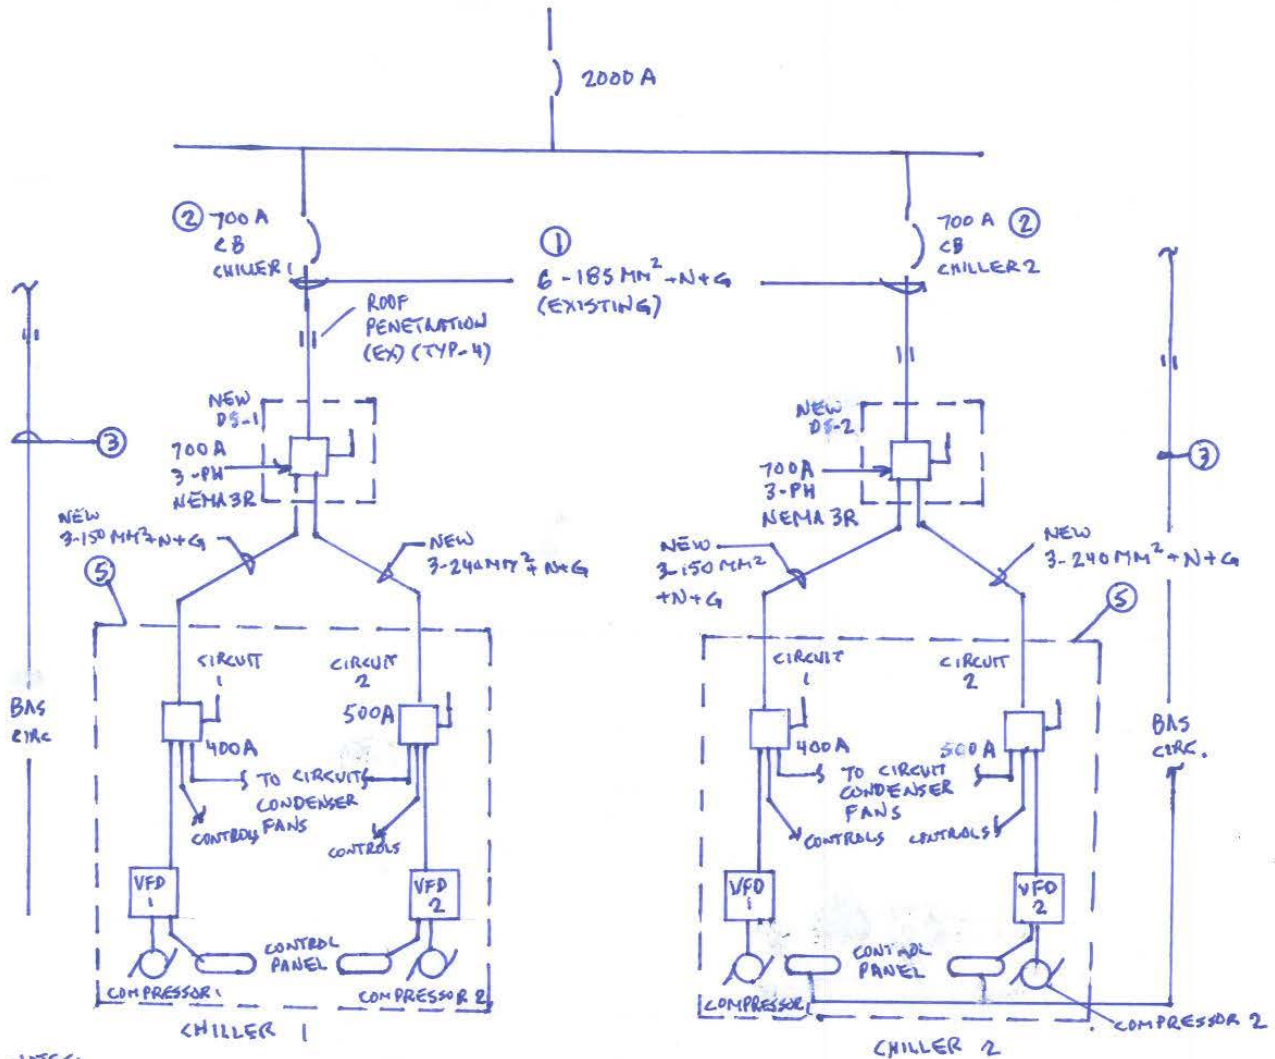 2000 A
② 700 A
CB
CHILLER 1
①
6-185 MM² +N+G
(EXISTING)
700 A ②
CB
CHILLER 2
ROOF
PENETRATION
(EX) (TYP-4)
NEW
DS-1
700A
3-PH
NEMA 3R
③
NEW
DS-2
700A
3-PH
NEMA 3R
③
NEW
3-150 MM²+N+G
NEW
3-240 MM² + N+G
NEW
3-150 MM²
+N+G
NEW
3-240 MM² + N+G
⑤
⑤
BAS
CIRC
BAS
CIRC.
CIRCUIT
1
CIRCUIT
2
400A
500A
TO CIRCUIT
CONDENSER
FANS
CONTROLS
CONTROLS
VFD
1
VFD
2
CONTROL
PANEL
COMPRESSOR 1
COMPRESSOR 2
CHILLER 1
CIRCUIT
1
CIRCUIT
2
400A
500A
TO CIRCUIT
CONDENSER
FANS
CONTROLS
CONTROLS
VFD
1
VFD
2
CONTROL
PANEL
COMPRESSOR 1
COMPRESSOR 2
CHILLER 2